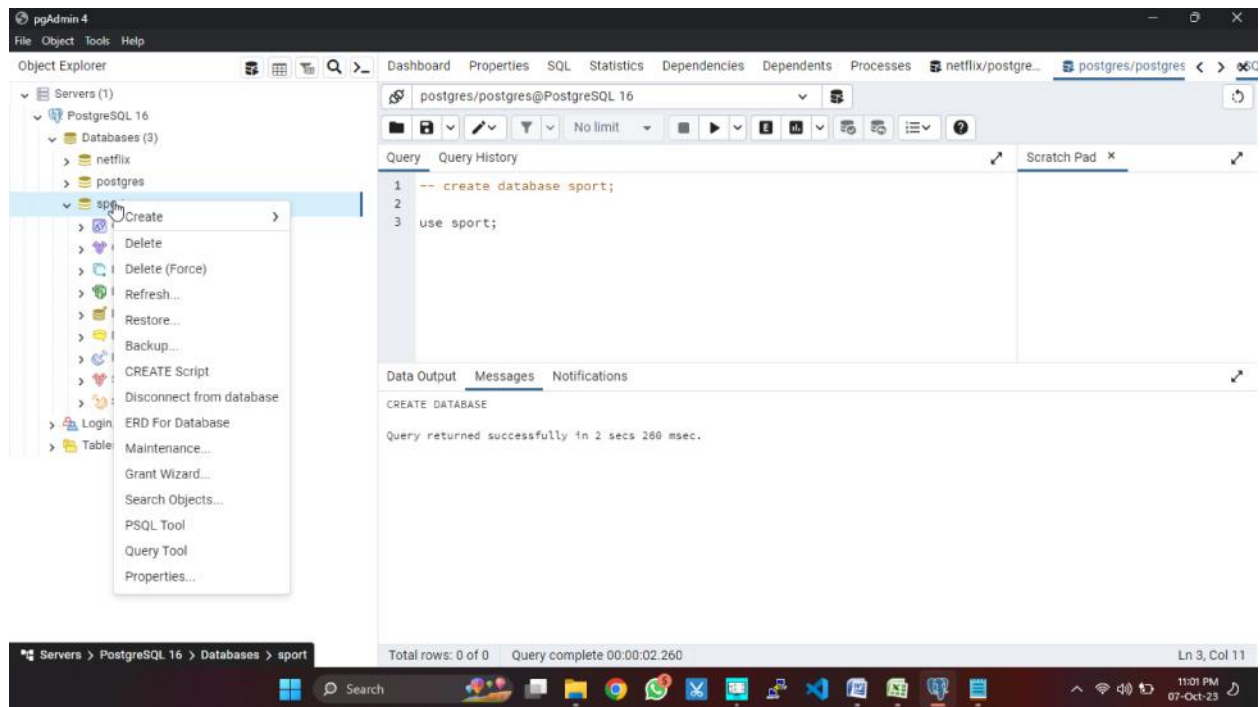 pgAdmin 4
File Object Tools Help
Object Explorer
Dashboard Properties SQL Statistics Dependencies Dependents Processes netflix/postgre... postgres/postgres
Servers (1)
PostgreSQL 16
Databases (3)
netflix
postgres
Create
Delete
Delete (Force)
Refresh...
Restore...
Backup...
CREATE Script
Disconnect from database
ERD For Database
Maintenance...
Grant Wizard...
Search Objects...
PSQL Tool
Query Tool
Properties...
Login
Table
postgres/postgres@PostgreSQL 16
No limit
Query Query History
Scratch Pad
1 -- create database sport;
2
3 use sport;
Data Output Messages Notifications
CREATE DATABASE
Query returned successfully in 2 secs 260 msec.
Servers > PostgreSQL 16 > Databases > sport
Total rows: 0 of 0 Query complete 00:00:02.260
Ln 3, Col 11
Search
11:01 PM
07-Oct-23